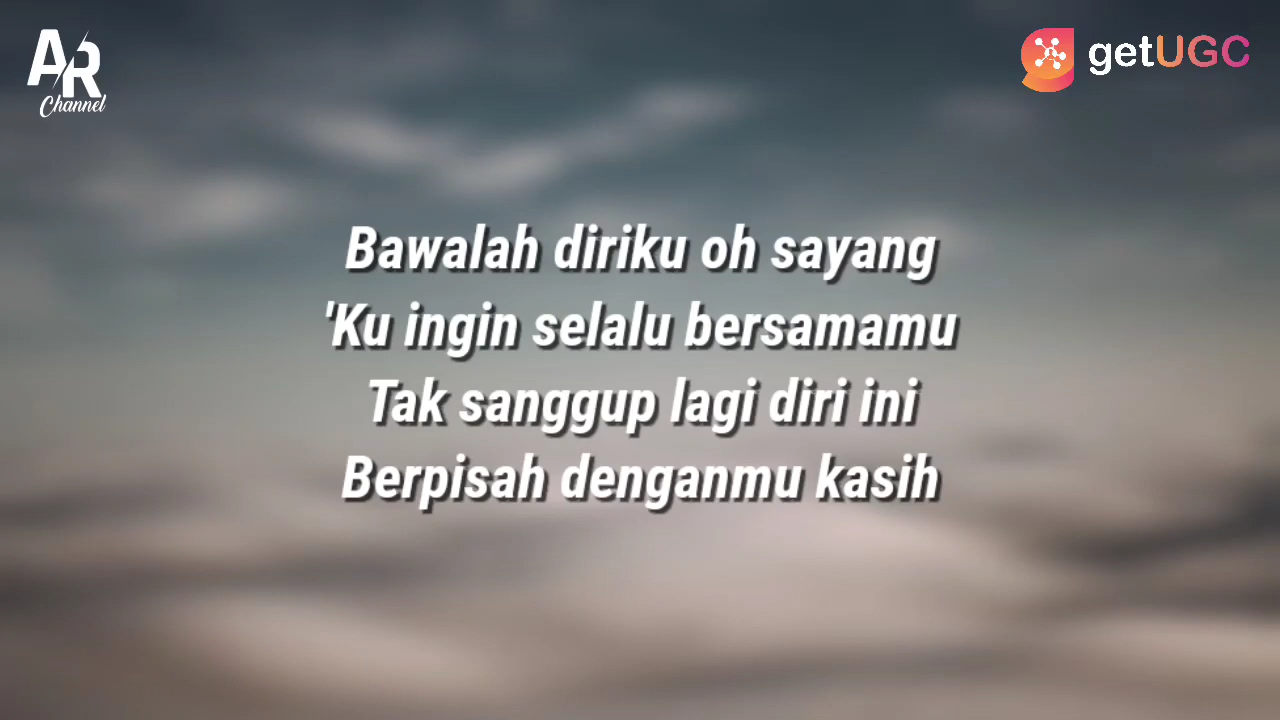 AR
Channel
getUGC
Bawalah diriku oh sayang
'Ku ingin selalu bersamamu
Tak sanggup lagi diri ini
Berpisah denganmu kasih